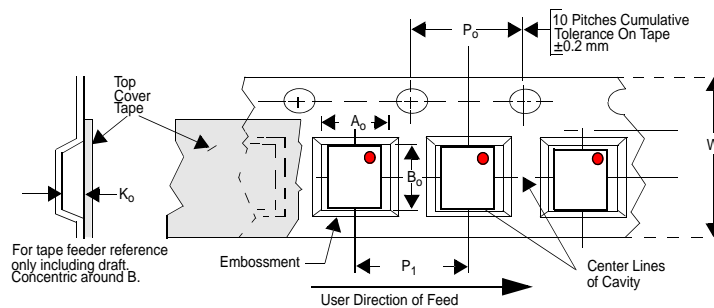 10 Pitches Cumulative
Tolerance On Tape
±0.2 mm
Po
Top
Cover
Tape
Ao
W
Bo
Ko
For tape feeder reference
only including draft.
Concentric around B.
Embossment
P1
Center Lines
of Cavity
User Direction of Feed